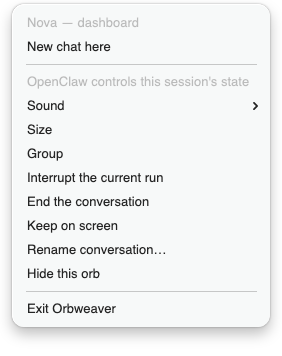 Nova — dashboard
New chat here
OpenClaw controls this session's state
Sound
Size
Group
Interrupt the current run
End the conversation
Keep on screen
Rename conversation…
Hide this orb
Exit Orbweaver